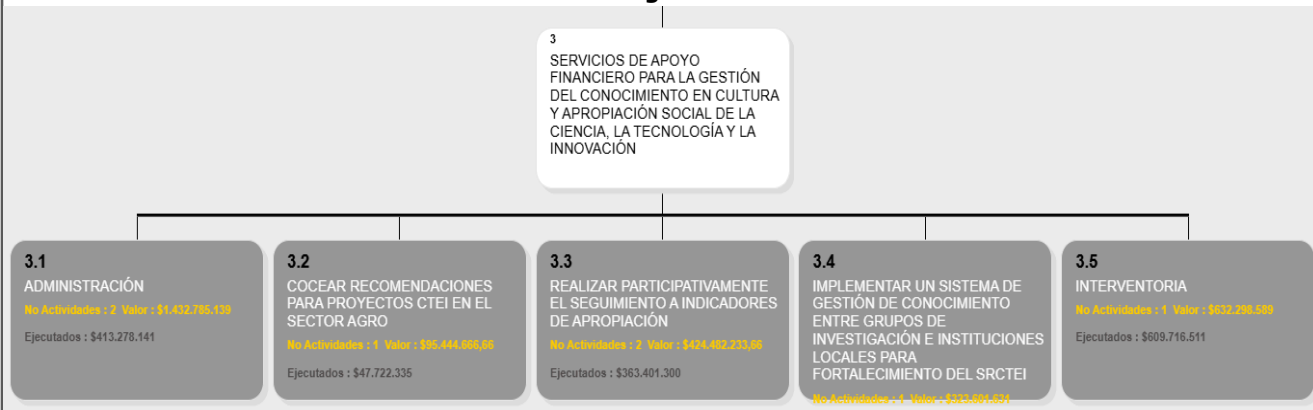 3
SERVICIOS DE APOYO
FINANCIERO PARA LA GESTIÓN
DEL CONOCIMIENTO EN CULTURA
Y APROPIACIÓN SOCIAL DE LA
CIENCIA, LA TECNOLOGÍA Y LA
INNOVACIÓN
3.1
ADMINISTRACIÓN
No Actividades : 2 Valor : $1.432.785.139
Ejecutados : $413.278.141
3.2
COCEAR RECOMENDACIONES
PARA PROYECTOS CTEI EN EL
SECTOR AGRO
No Actividades : 1 Valor : $95.444.666,66
Ejecutados : $47.722.335
3.3
REALIZAR PARTICIPATIVAMENTE
EL SEGUIMIENTO A INDICADORES
DE APROPIACIÓN
No Actividades : 2 Valor : $424.482.233,66
Ejecutados : $363.401.300
3.4
IMPLEMENTAR UN SISTEMA DE
GESTIÓN DE CONOCIMIENTO
ENTRE GRUPOS DE
INVESTIGACIÓN E INSTITUCIONES
LOCALES PARA
FORTALECIMIENTO DEL SRCTEI
No Actividades : 1 Valor : $323.691.631
3.5
INTERVENTORIA
No Actividades : 1 Valor : $632.298.589
Ejecutados : $609.716.511